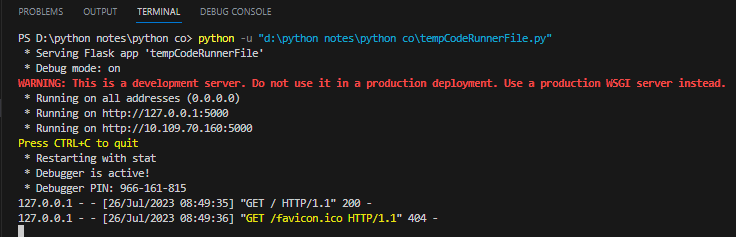 PROBLEMS OUTPUT TERMINAL DEBUG CONSOLE
PS D:\python notes\python co> python -u "d:\python notes\python co\tempCodeRunnerFile.py"
* Serving Flask app 'tempCodeRunnerFile'
* Debug mode: on
WARNING: This is a development server. Do not use it in a production deployment. Use a production WSGI server instead.
* Running on all addresses (0.0.0.0)
* Running on http://127.0.0.1:5000
* Running on http://10.109.70.160:5000
Press CTRL+C to quit
* Restarting with stat
* Debugger is active!
* Debugger PIN: 966-161-815
127.0.0.1 - - [26/Jul/2023 08:49:35] "GET / HTTP/1.1" 200 -
127.0.0.1 - - [26/Jul/2023 08:49:36] "GET /favicon.ico HTTP/1.1" 404 -